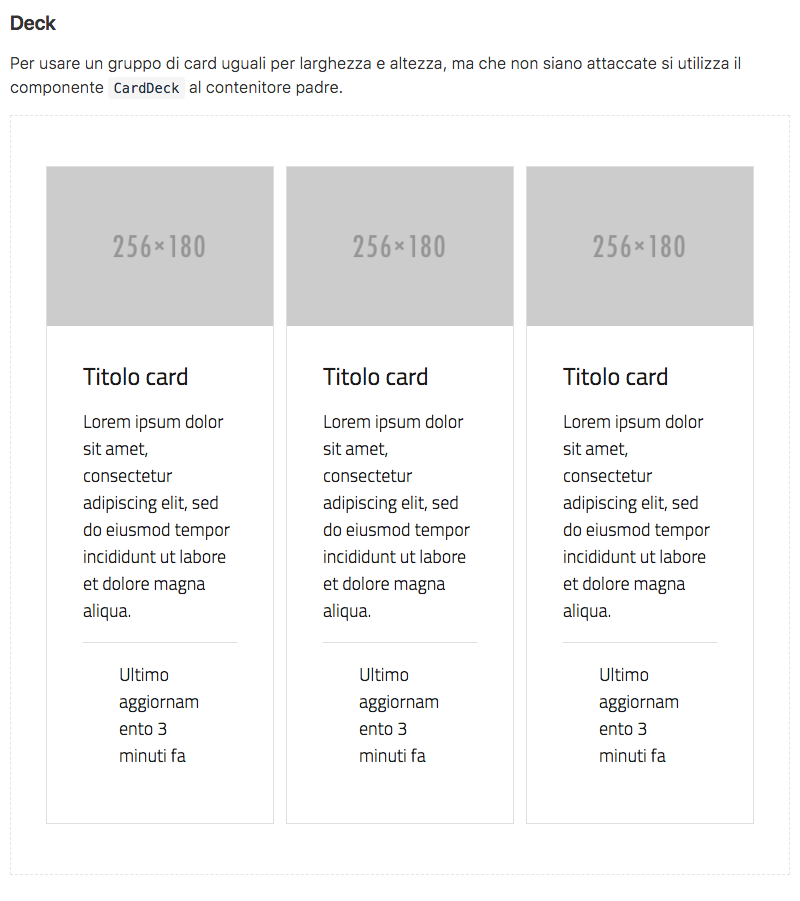 Deck
Per usare un gruppo di card uguali per larghezza e altezza, ma che non siano attaccate si utilizza il
componente CardDeck al contenitore padre.
256×180
Titolo card
Lorem ipsum dolor
sit amet,
consectetur
adipiscing elit, sed
do eiusmod tempor
incididunt ut labore
et dolore magna
aliqua.
Ultimo
aggiornam
ento 3
minuti fa
256×180
Titolo card
Lorem ipsum dolor
sit amet,
consectetur
adipiscing elit, sed
do eiusmod tempor
incididunt ut labore
et dolore magna
aliqua.
Ultimo
aggiornam
ento 3
minuti fa
256×180
Titolo card
Lorem ipsum dolor
sit amet,
consectetur
adipiscing elit, sed
do eiusmod tempor
incididunt ut labore
et dolore magna
aliqua.
Ultimo
aggiornam
ento 3
minuti fa